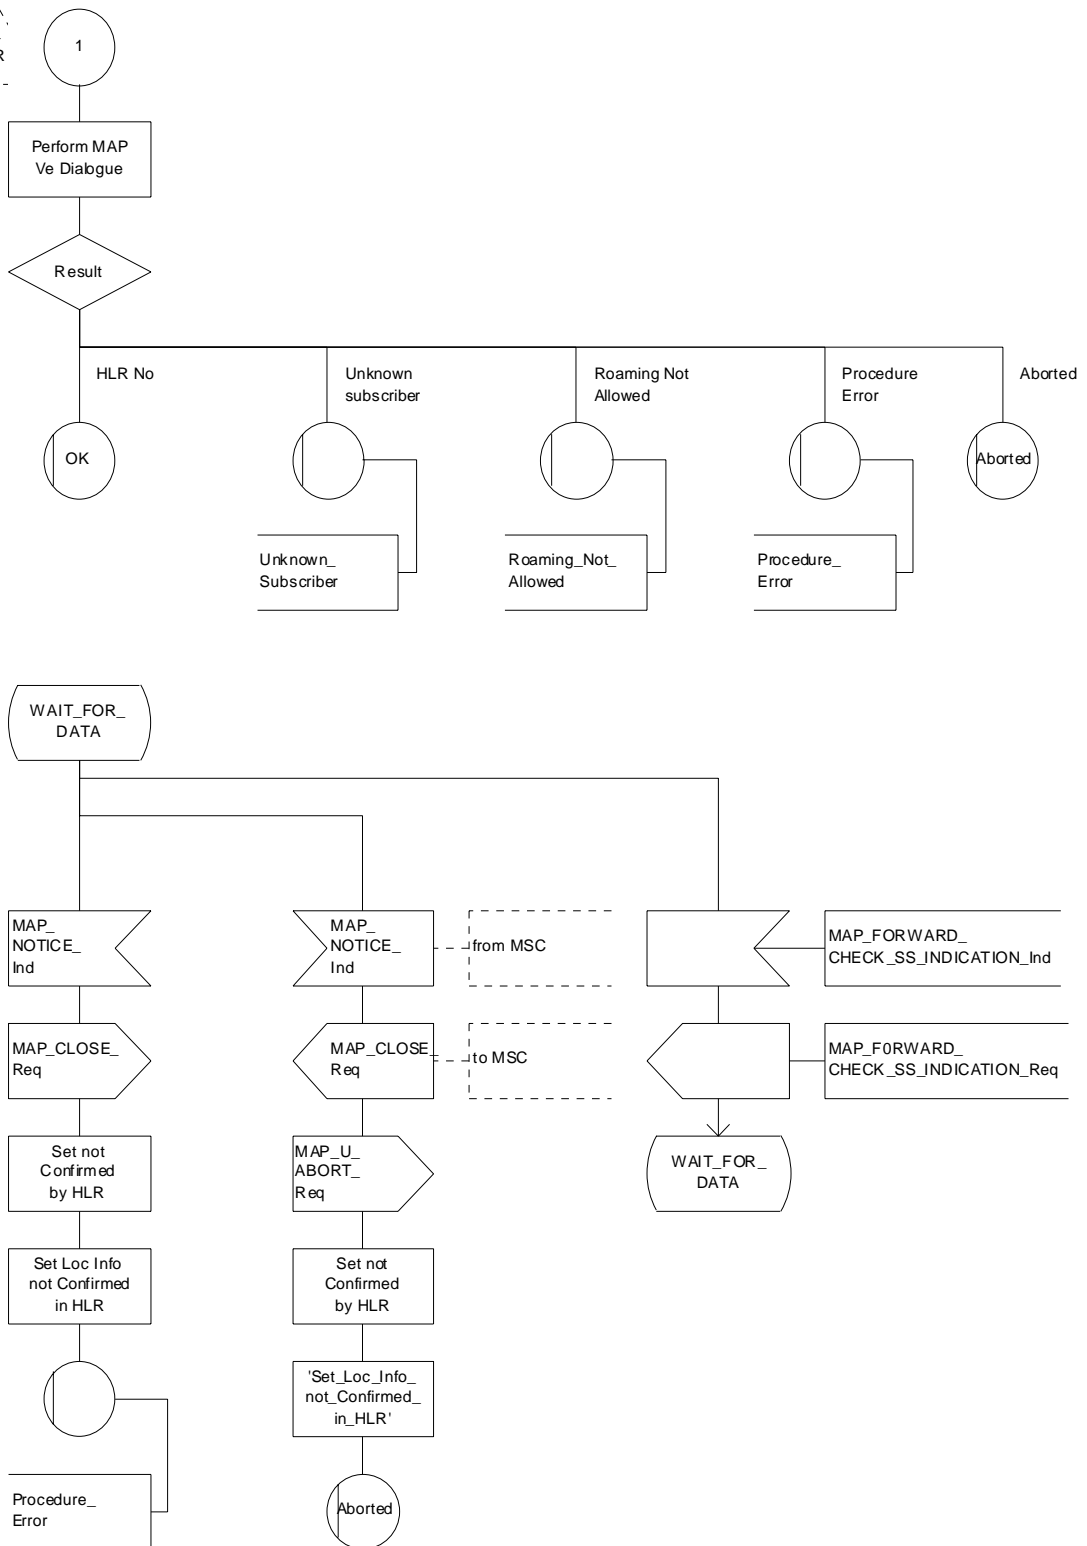 R
1
Perform MAP
Ve Dialogue
Result
HLR No
Unknown
subscriber
Roaming Not
Allowed
Procedure
Error
Aborted
OK
Aborted
Unknown_
Subscriber
Roaming_Not_
Allowed
Procedure_
Error
WAIT_FOR_
DATA
MAP_
NOTICE_
Ind
MAP_
NOTICE_
Ind
from MSC
MAP_FORWARD_
CHECK_SS_INDICATION_Ind
MAP_CLOSE_
Req
MAP_CLOSE_
Req
to MSC
MAP_F0RWARD_
CHECK_SS_INDICATION_Req
Set not
Confirmed
by HLR
MAP_U_
ABORT_
Req
WAIT_FOR_
DATA
Set Loc Info
not Confirmed
in HLR
Set not
Confirmed
by HLR
'Set_Loc_Info_
not_Confirmed_
in_HLR'
Procedure_
Error
Aborted